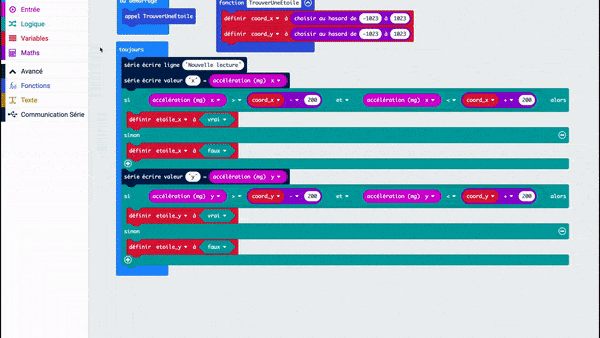 Entrée
Logique
Variables
Maths
Avancé
Fonctions
Texte
Communication Série
au démarrage
appel TrouverUneEtoile
fonction TrouverUneEtoile
définir coord_x à choisir au hasard de -1023 à 1023
définir coord_y à choisir au hasard de -1023 à 1023
toujours
série écrire ligne "Nouvelle lecture"
série écrire valeur "x" = accélération (mg) x
si accélération (mg) x > coord_x - 200 et accélération (mg) x < coord_x + 200 alors
définir etoile_x à vrai
sinon
définir etoile_x à faux
série écrire valeur "y" = accélération (mg) y
si accélération (mg) y > coord_y - 200 et accélération (mg) y < coord_y + 200 alors
définir etoile_y à vrai
sinon
définir etoile_y à faux